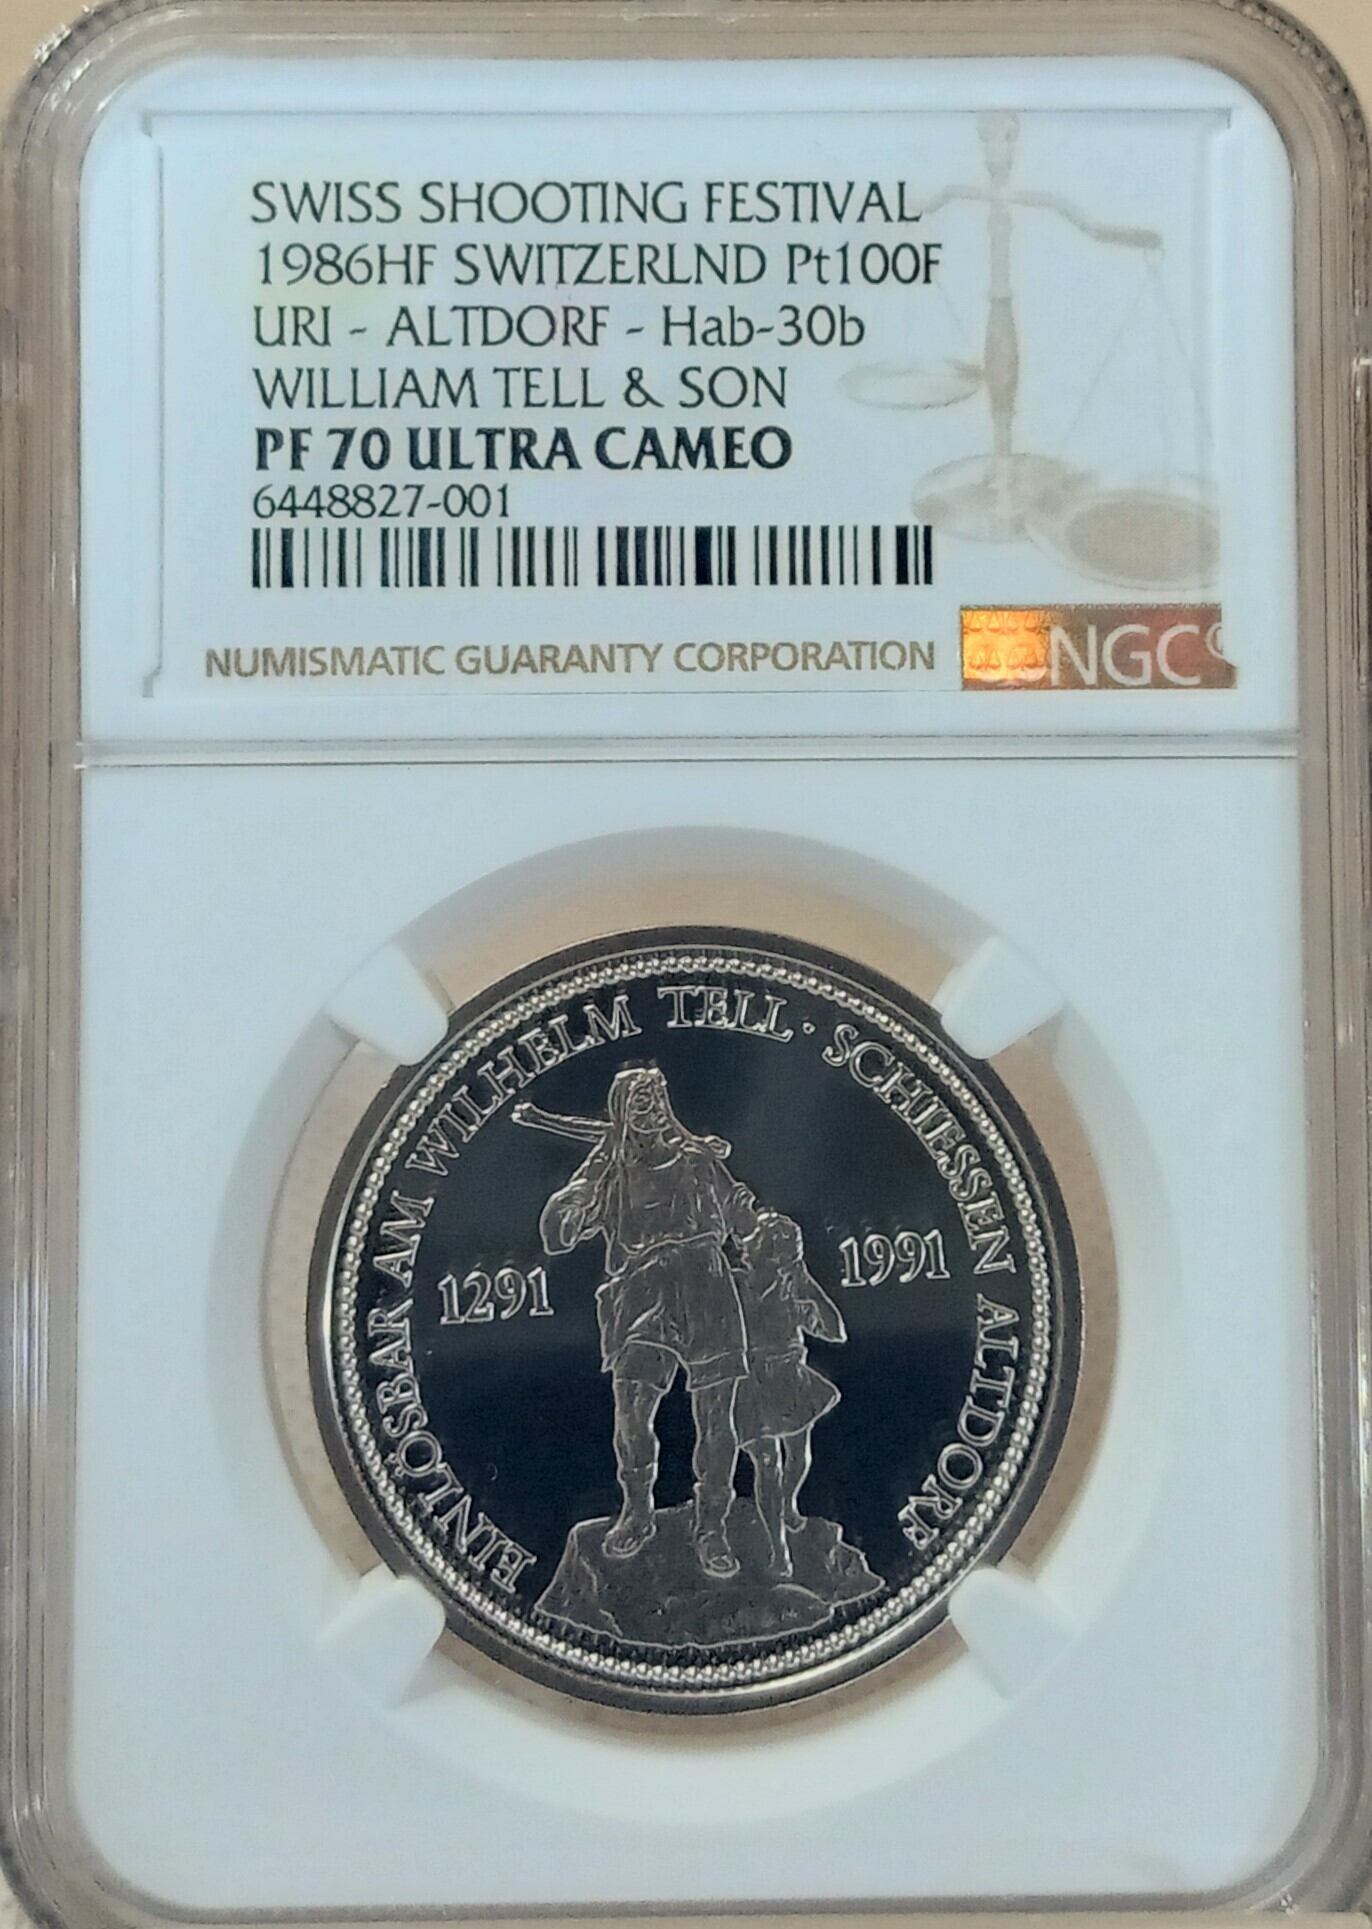 SWISS SHOOTING FESTIVAL
1986HF SWITZERLND Pt100F
URI - ALTDORF - Hab-30b
WILLIAM TELL & SON
PF 70 ULTRA CAMEO
6448827-001
NUMISMATIC GUARANTY CORPORATION
NGC
EINLÖSBAR AM WILHELM TELL · SCHIESSEN ALTDORF
1291 1991